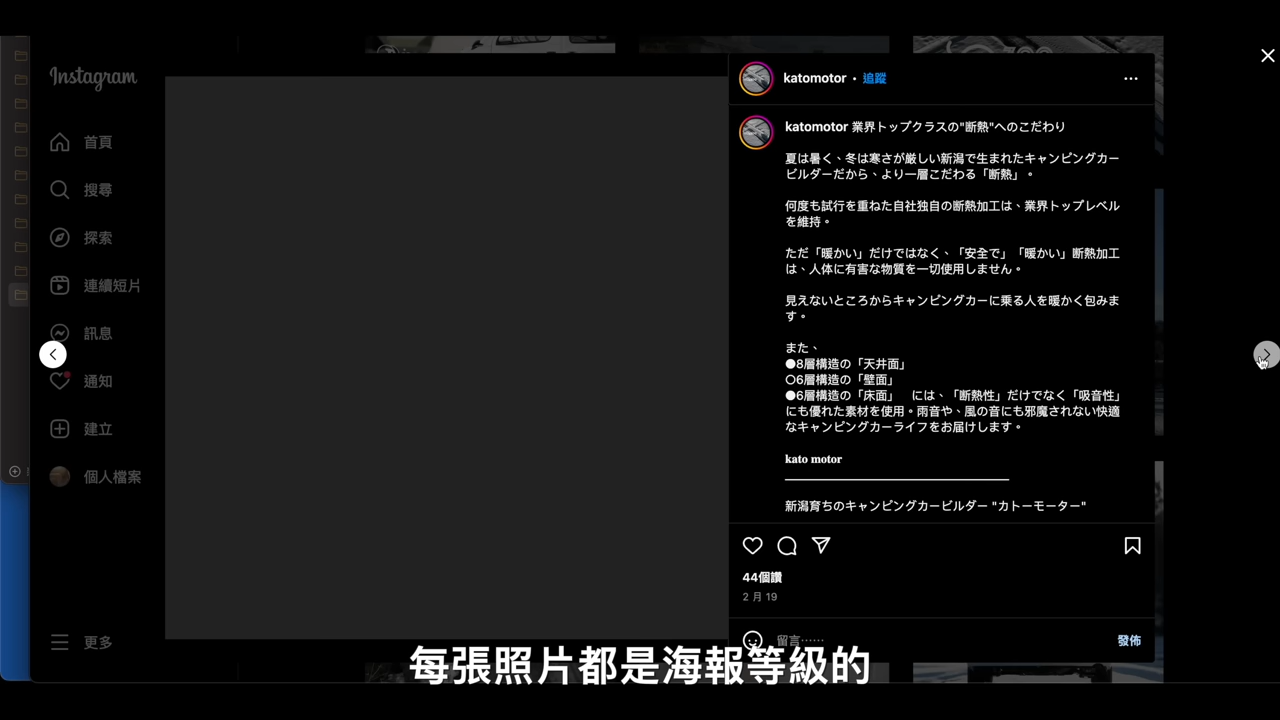 Instagram
首頁
搜尋
探索
連續短片
訊息
通知
建立
個人檔案
更多
katomotor • 追蹤
katomotor 業界トップクラスの"断熱"へのこだわり
夏は暑く、冬は寒さが厳しい新潟で生まれたキャンピングカー
ビルダーだから、より一層こだわる「断熱」。
何度も試行を重ねた自社独自の断熱加工は、業界トップレベル
を維持。
ただ「暖かい」だけではなく、「安全で」「暖かい」断熱加工
は、人体に有害な物質を一切使用しません。
見えないところからキャンピングカーに乗る人を暖かく包みま
す。
また、
●8層構造の「天井面」
○6層構造の「壁面」
●6層構造の「床面」　には、「断熱性」だけでなく「吸音性」
にも優れた素材を使用。雨音や、風の音にも邪魔されない快適
なキャンピングカーライフをお届けします。
kato motor
新潟育ちのキャンピングカービルダー "カトーモーター"
44個讚
2 月 19
留言⋯⋯
發佈
每張照片都是海報等級的